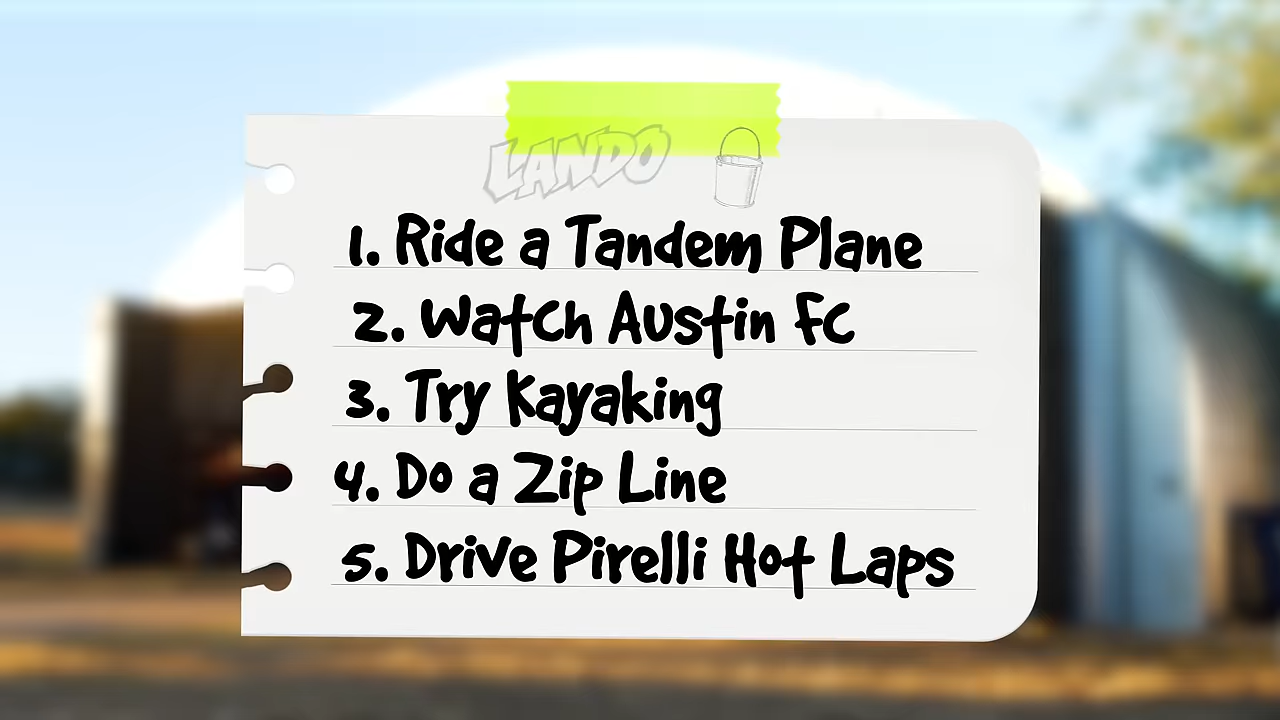 LANDO
1. Ride a Tandem Plane
2. Watch Austin FC
3. Try Kayaking
4. Do a Zip Line
5. Drive Pirelli Hot Laps